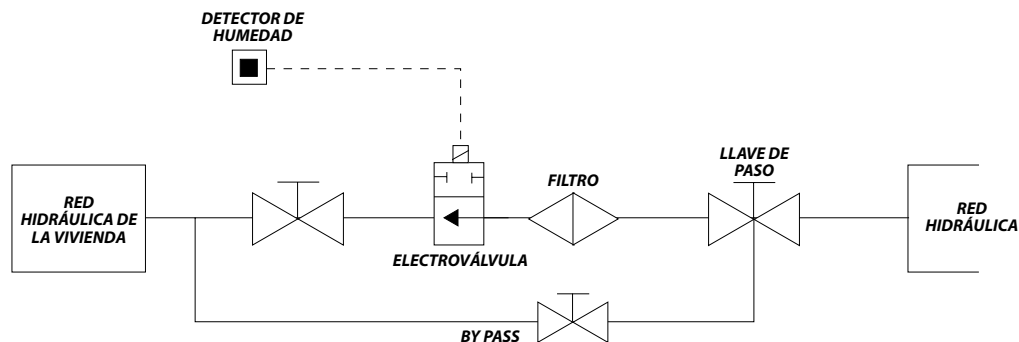 DETECTOR DE
HUMEDAD
LLAVE DE
PASO
FILTRO
RED
HIDRÁULICA DE
LA VIVIENDA
RED
HIDRÁULICA
ELECTROVÁLVULA
BY PASS